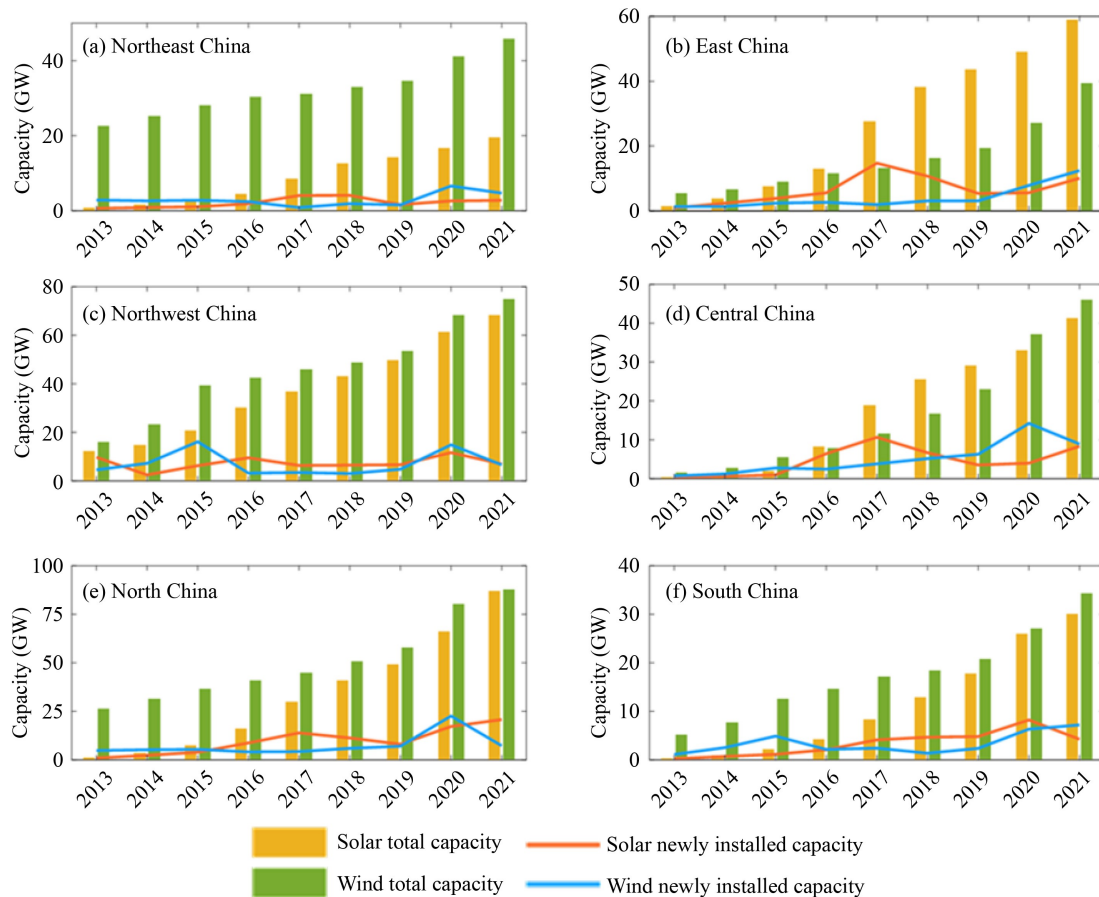 (a) Northeast China
Capacity (GW)
40
20
0
2013 2014 2015 2016 2017 2018 2019 2020 2021
(b) East China
Capacity (GW)
60
40
20
0
2013 2014 2015 2016 2017 2018 2019 2020 2021
(c) Northwest China
Capacity (GW)
80
60
40
20
0
2013 2014 2015 2016 2017 2018 2019 2020 2021
(d) Central China
Capacity (GW)
50
40
30
20
10
0
2013 2014 2015 2016 2017 2018 2019 2020 2021
(e) North China
Capacity (GW)
100
75
50
25
0
2013 2014 2015 2016 2017 2018 2019 2020 2021
(f) South China
Capacity (GW)
40
30
20
10
0
2013 2014 2015 2016 2017 2018 2019 2020 2021
Solar total capacity
Solar newly installed capacity
Wind total capacity
Wind newly installed capacity